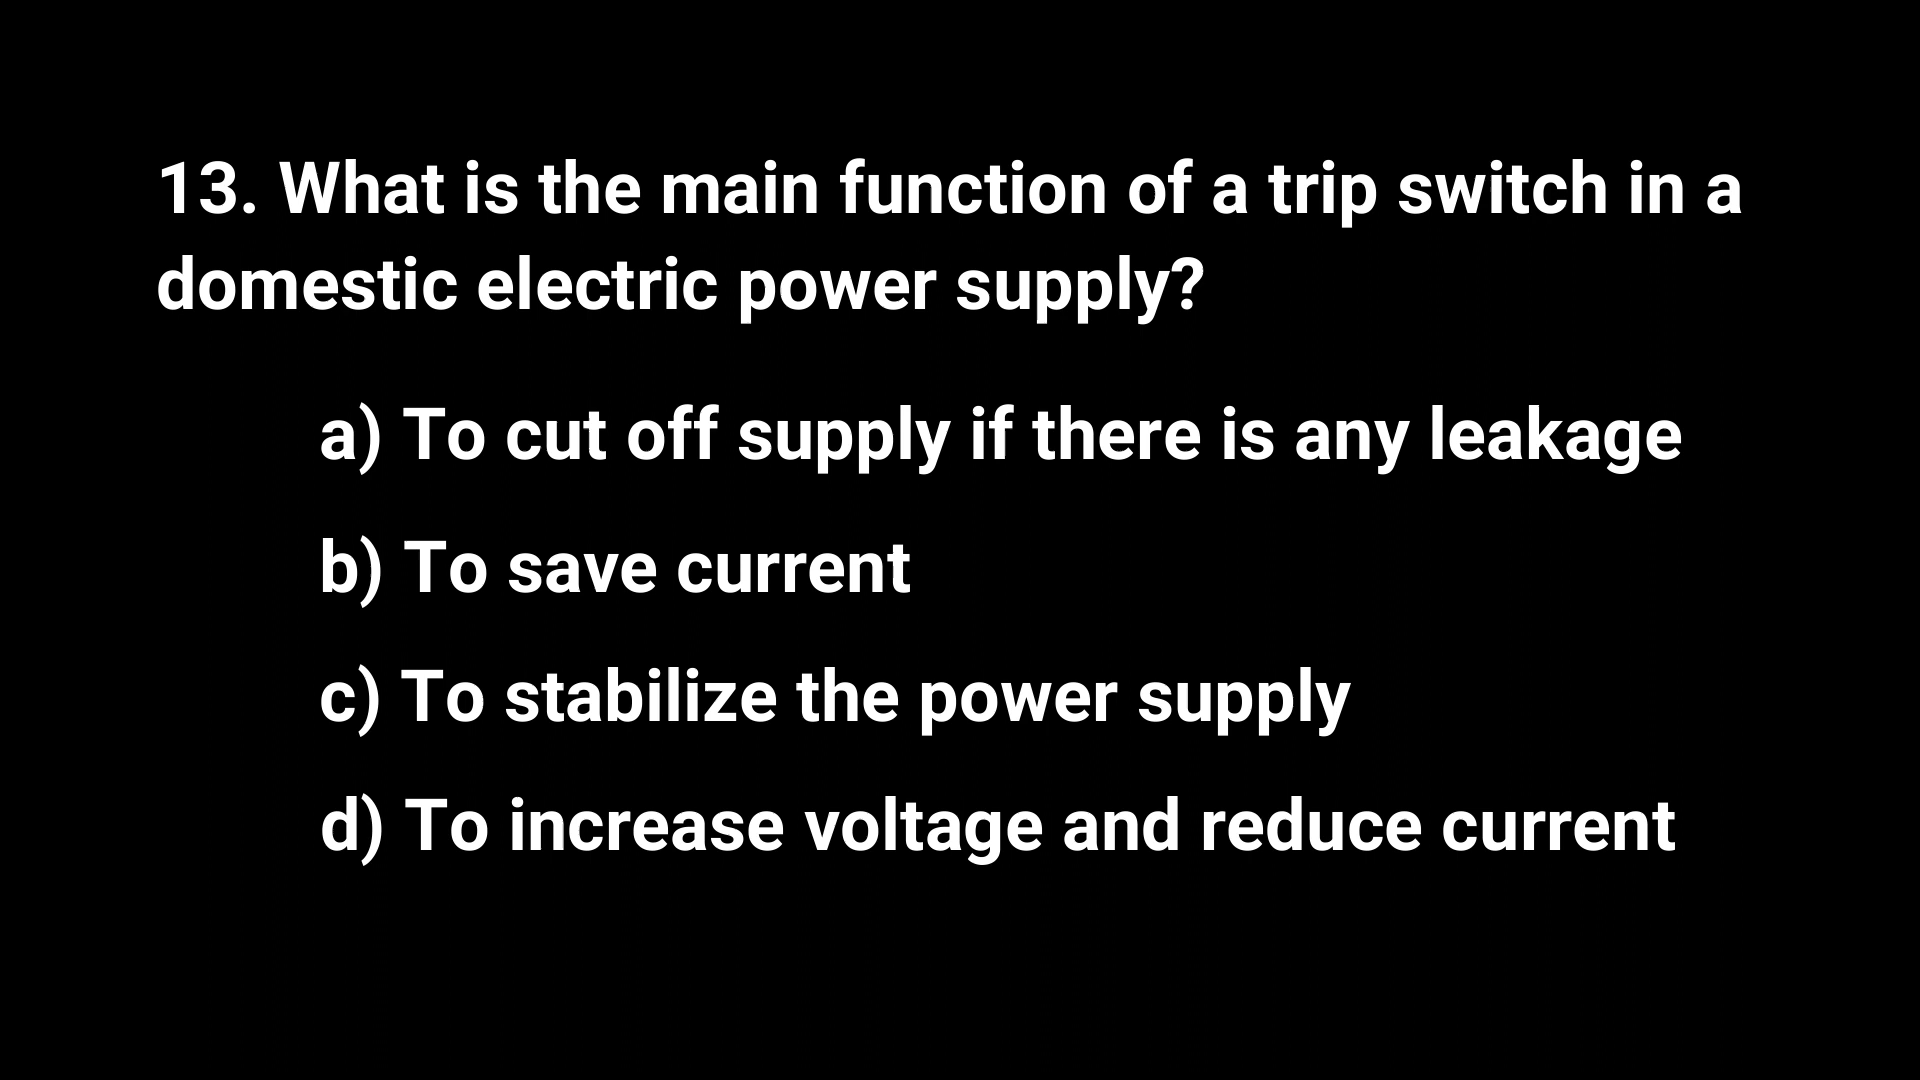 13. What is the main function of a trip switch in a
domestic electric power supply?
a) To cut off supply if there is any leakage
b) To save current
c) To stabilize the power supply
d) To increase voltage and reduce current